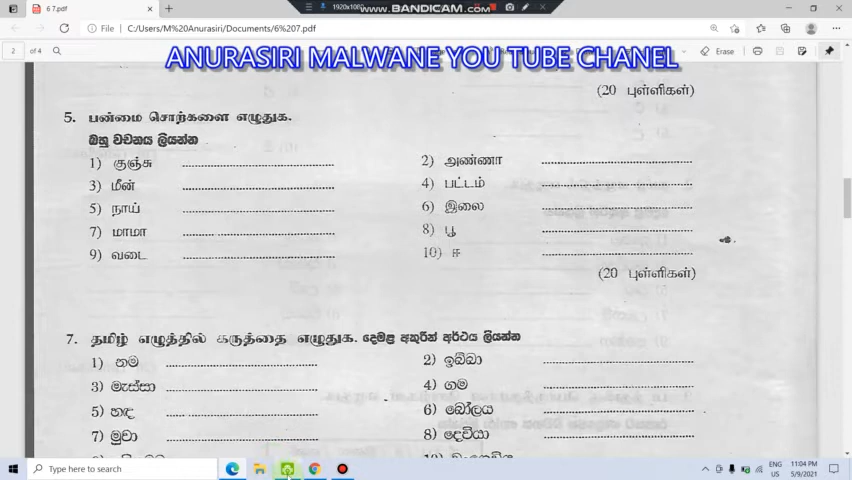 6 7.pdf
1920x1080
www.BANDICAM.com
File | C:/Users/M%20Anurasiri/Documents/6%207.pdf
2 of 4
Erase
ANURASIRI MALWANE YOU TUBE CHANEL
(20 புள்ளிகள்)
5. பன்மை சொற்களை எழுதுக.
බහු වචනය ලියන්න
1) குஞ்சு 2) அண்ணா
3) மீன் 4) பட்டம்
5) நாய் 6) இலை
7) மாமா 8) பூ
9) வடை 10) ஈ
(20 புள்ளிகள்)
7. தமிழ் எழுத்தில் கருத்தை எழுதுக. දෙමළ අකුරින් අර්ථය ලියන්න
1) නම 2) ඉබ්බා
3) මැස්සා 4) ගම
5) හඳ 6) බෝලය
7) මුවා 8) දෙවියා
Type here to search
ENG 11:04 PM
US 5/9/2021